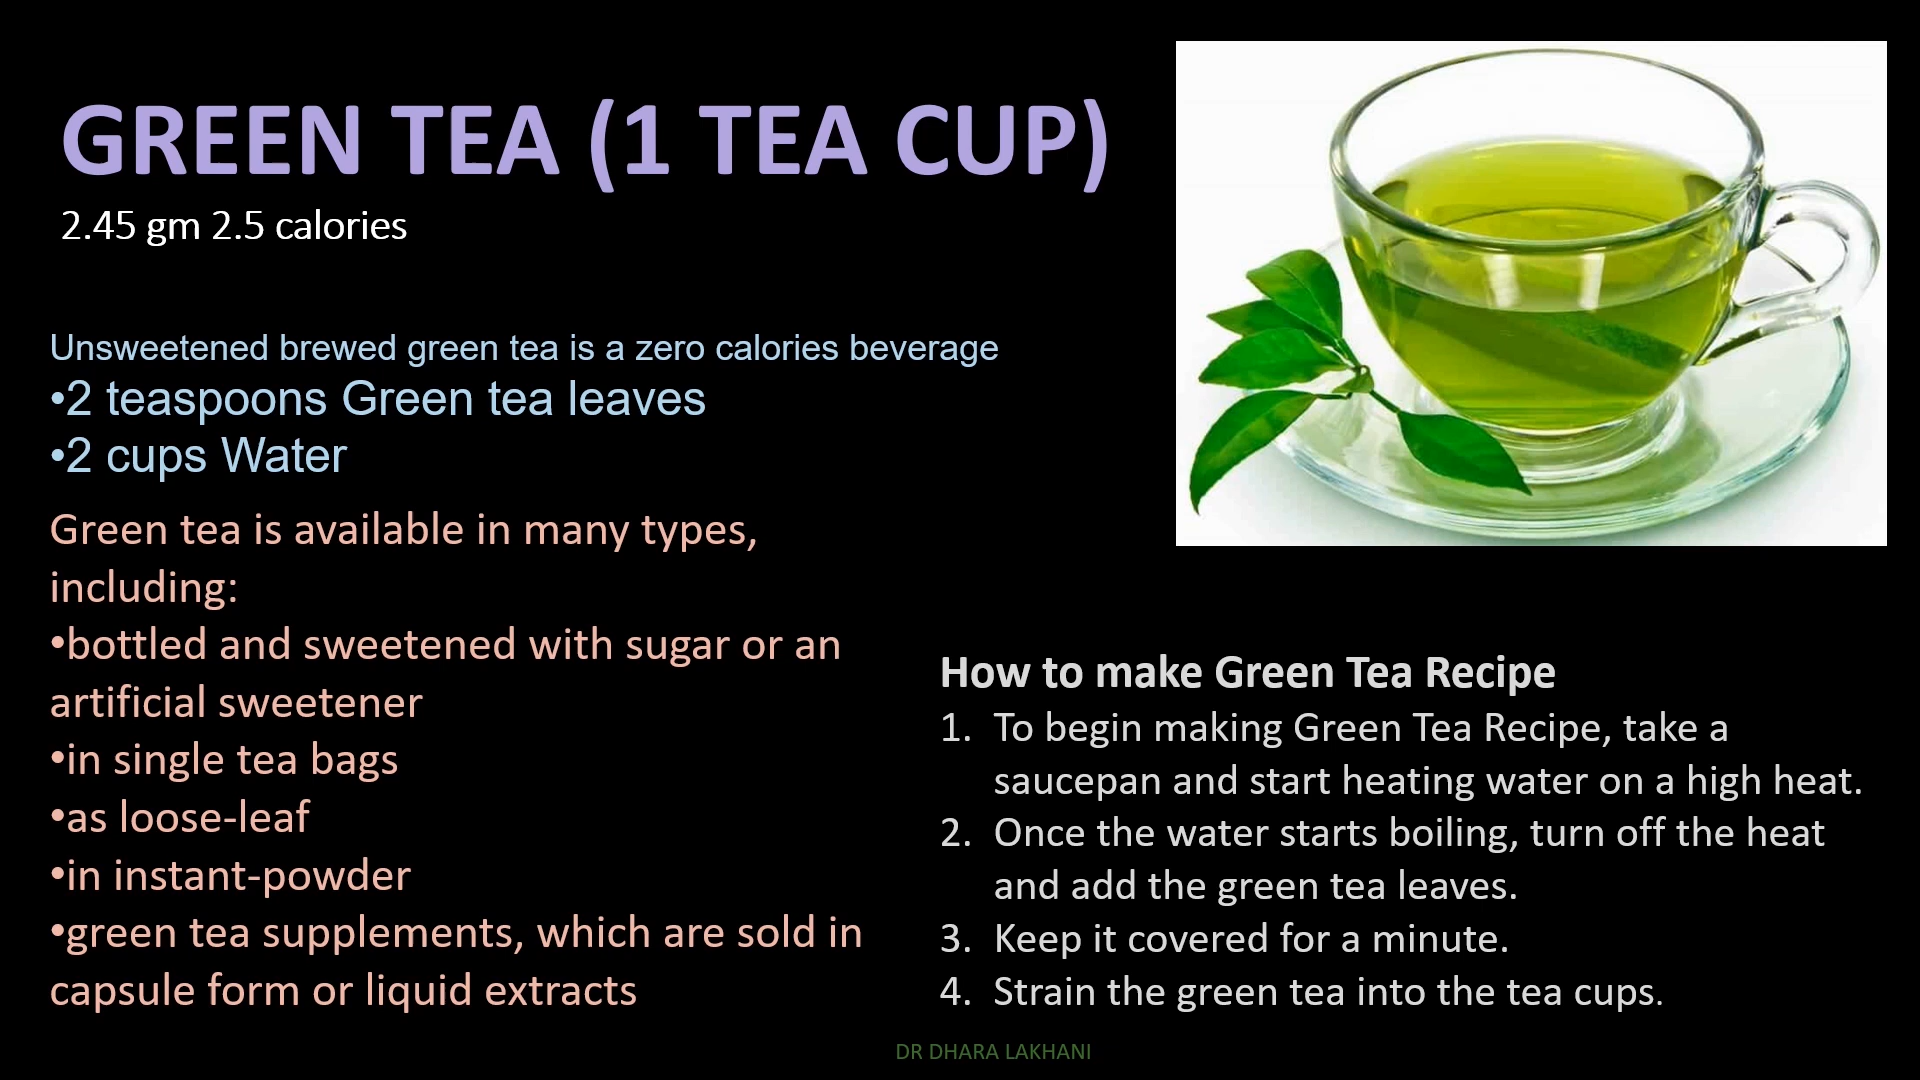 GREEN TEA (1 TEA CUP)
2.45 gm 2.5 calories
Unsweetened brewed green tea is a zero calories beverage
•2 teaspoons Green tea leaves
•2 cups Water
Green tea is available in many types,
including:
•bottled and sweetened with sugar or an
artificial sweetener
•in single tea bags
•as loose-leaf
•in instant-powder
•green tea supplements, which are sold in
capsule form or liquid extracts
How to make Green Tea Recipe
1. To begin making Green Tea Recipe, take a
saucepan and start heating water on a high heat.
2. Once the water starts boiling, turn off the heat
and add the green tea leaves.
3. Keep it covered for a minute.
4. Strain the green tea into the tea cups.
DR DHARA LAKHANI